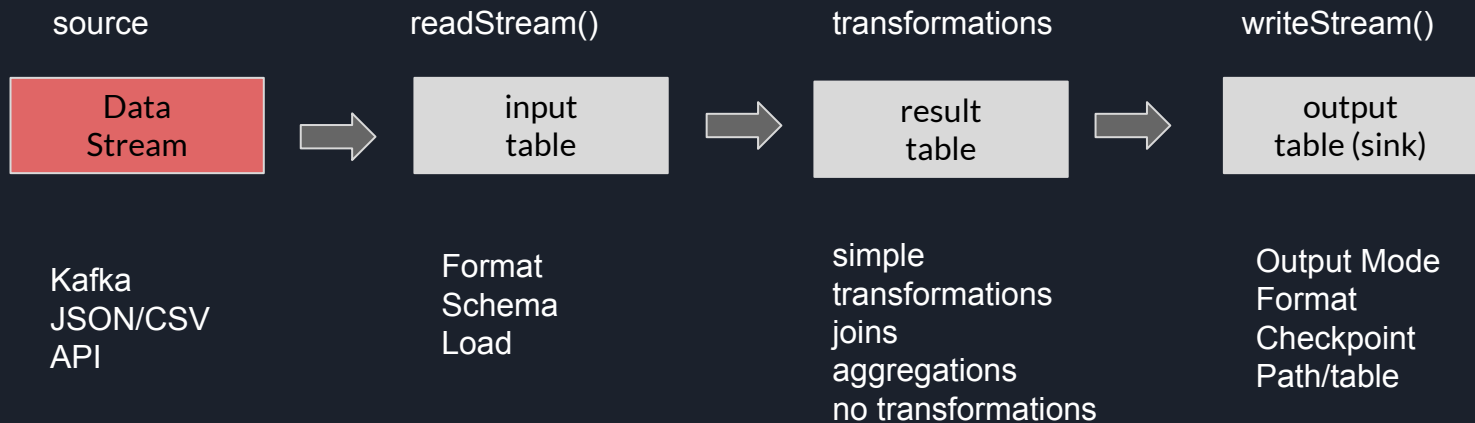 source
readStream()
transformations
writeStream()
Data
Stream
input
table
result
table
output
table (sink)
Kafka
JSON/CSV
API
Format
Schema
Load
simple
transformations
joins
aggregations
no transformations
Output Mode
Format
Checkpoint
Path/table